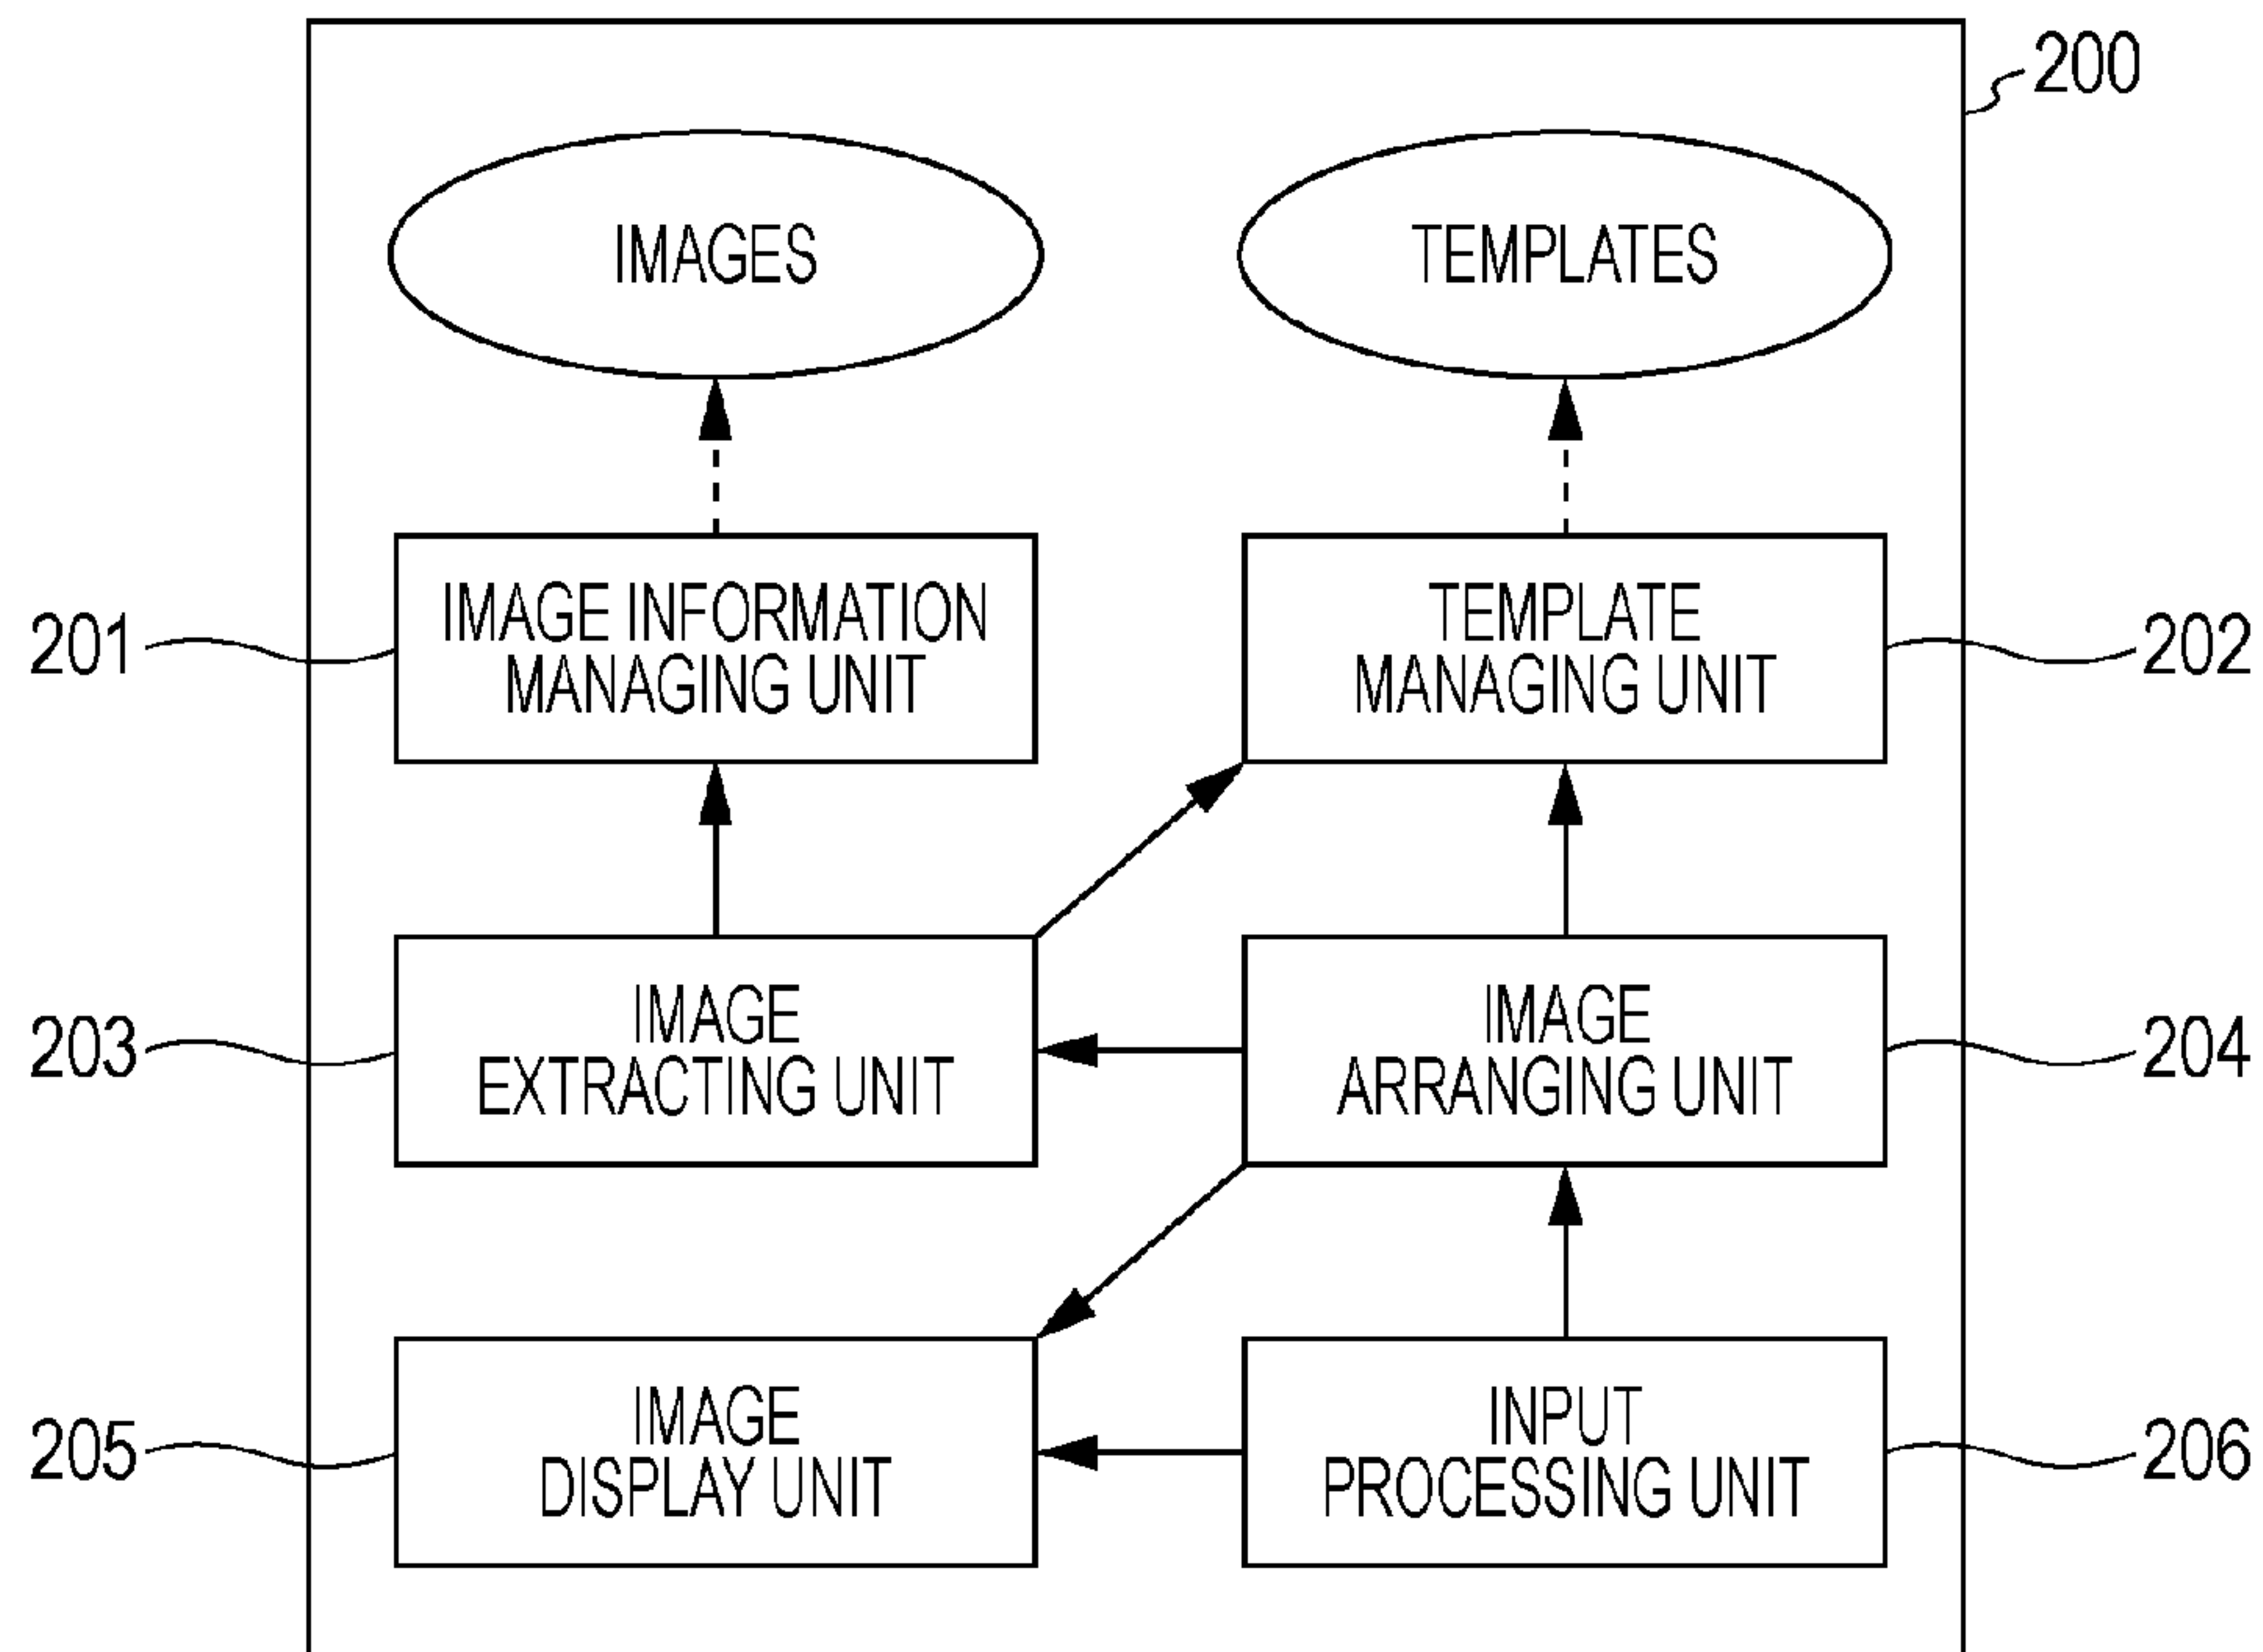 200
IMAGES
TEMPLATES
201
IMAGE INFORMATION
MANAGING UNIT
TEMPLATE
MANAGING UNIT
202
203
IMAGE
EXTRACTING UNIT
IMAGE
ARRANGING UNIT
204
205
IMAGE
DISPLAY UNIT
INPUT
PROCESSING UNIT
206